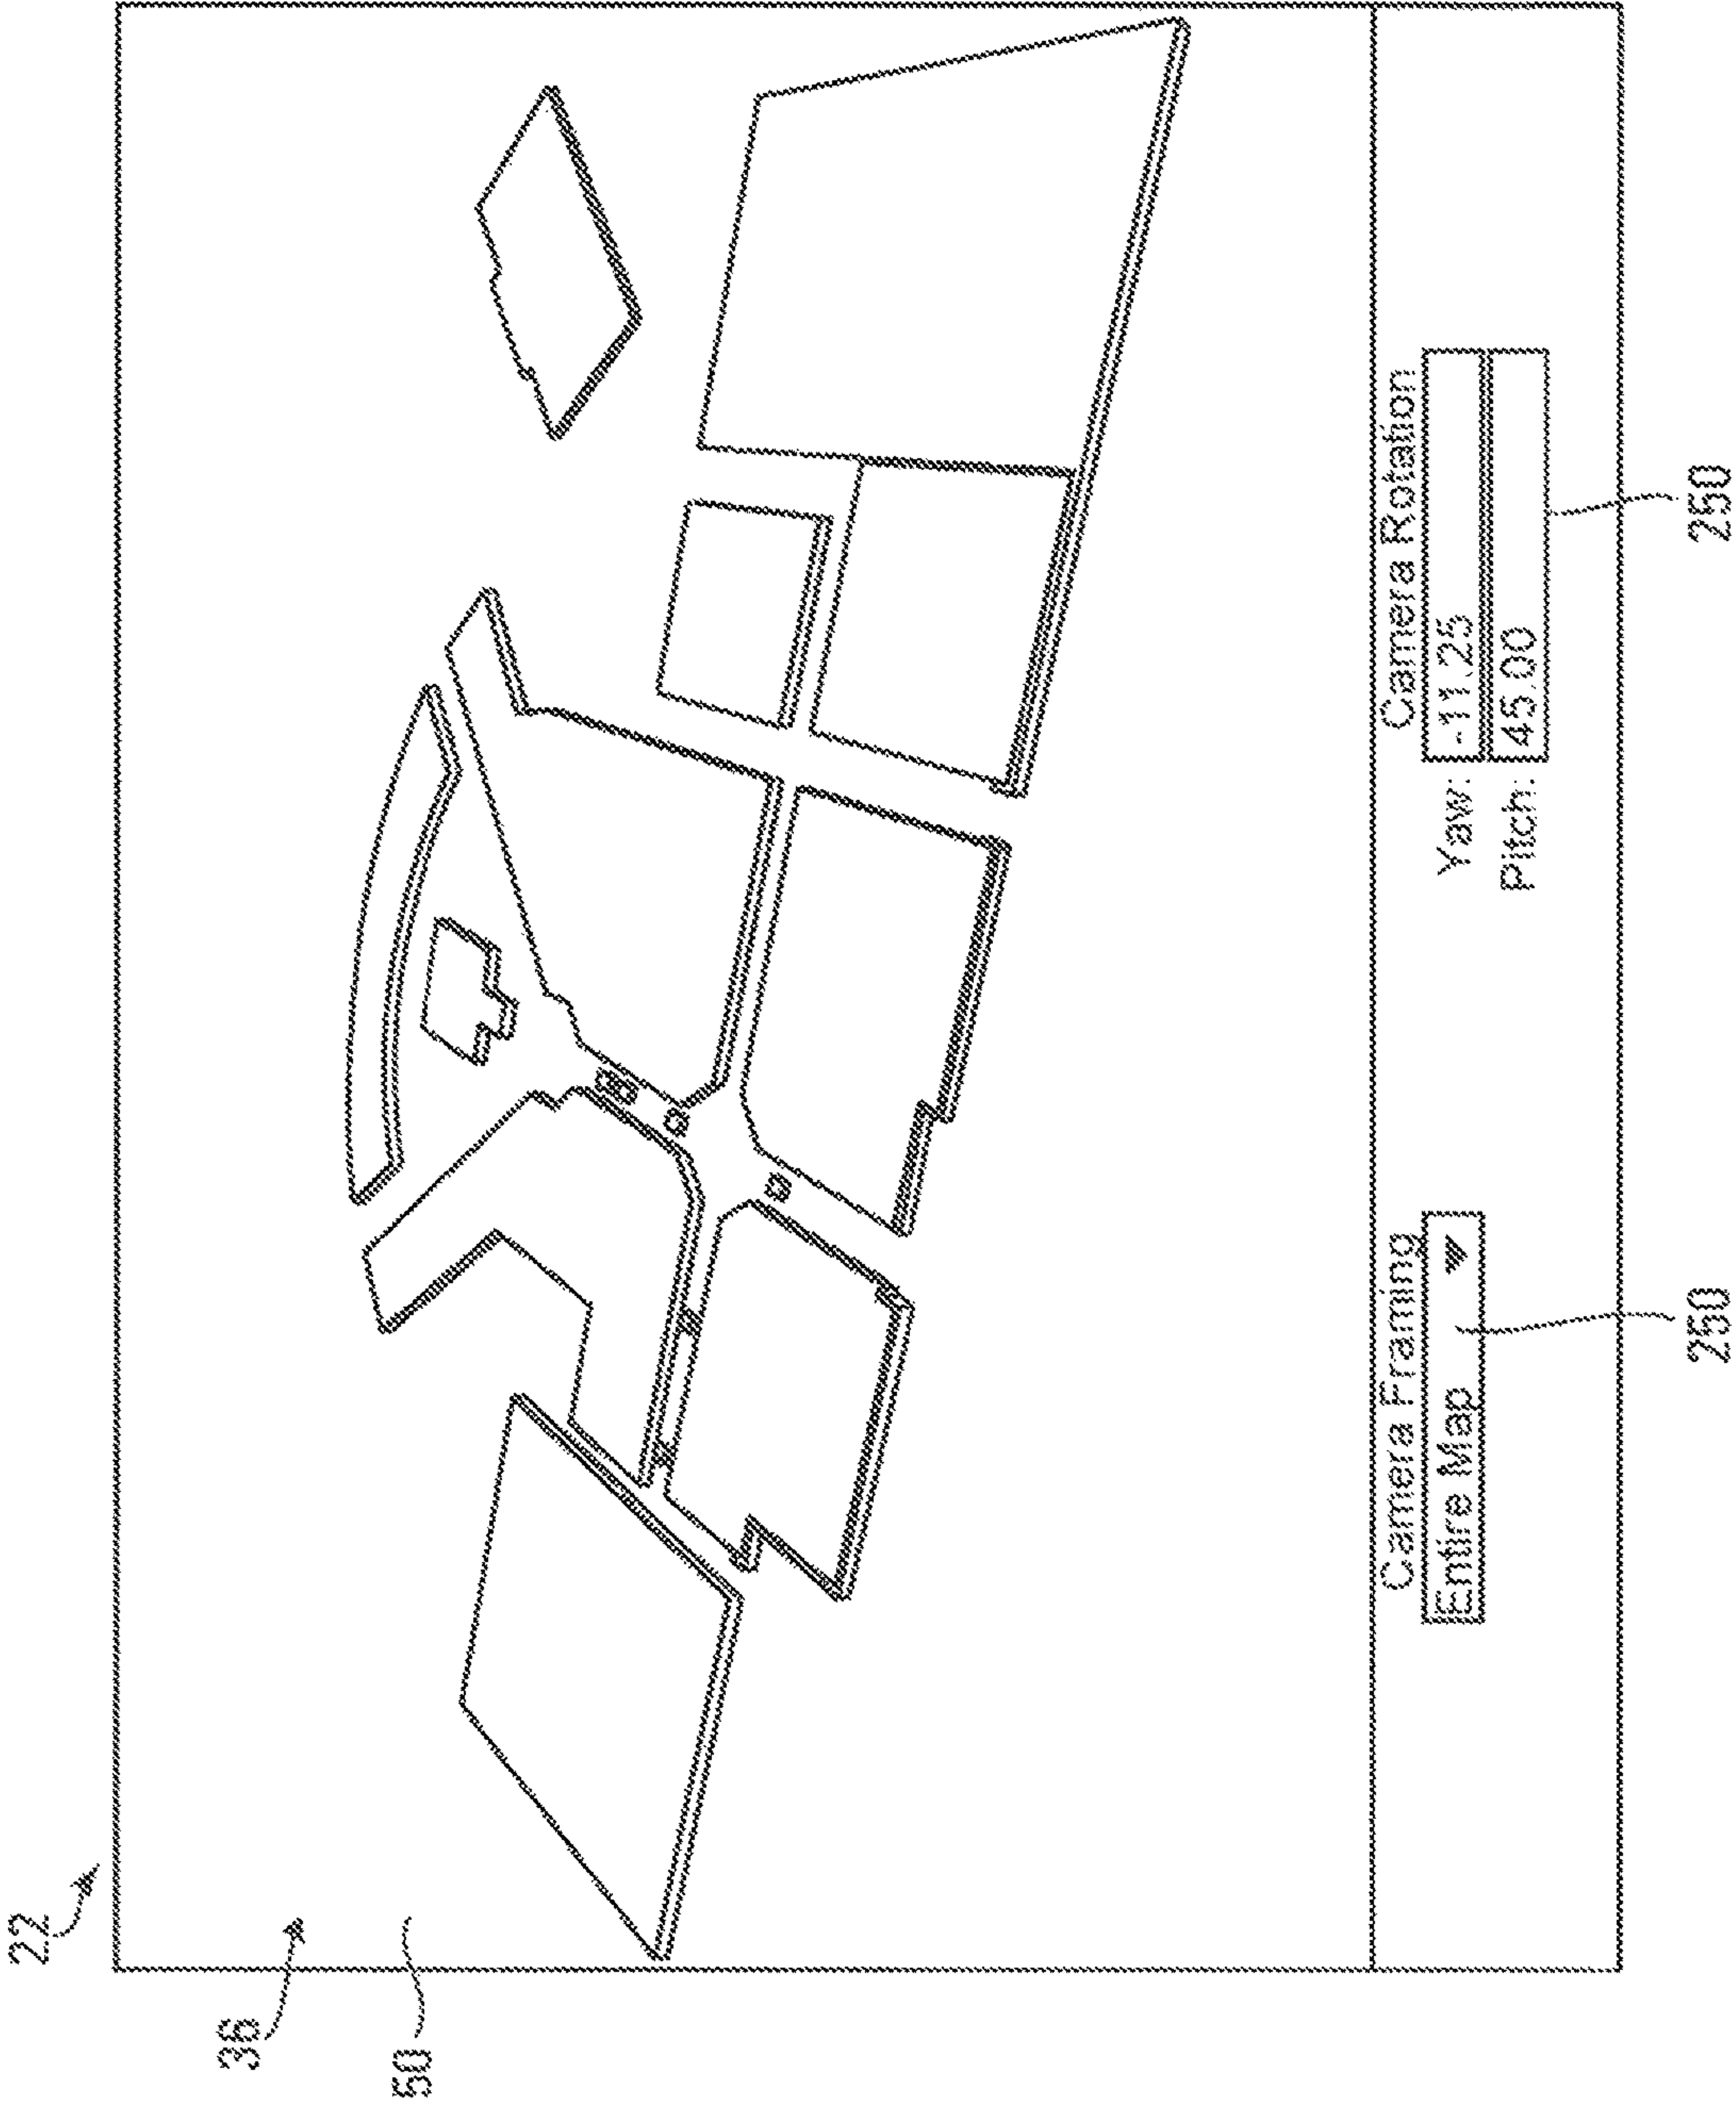 22
36
50
Camera Framing
Entire Map
Camera Rotation
Yaw: -11.25
Pitch: 45.00
250
250